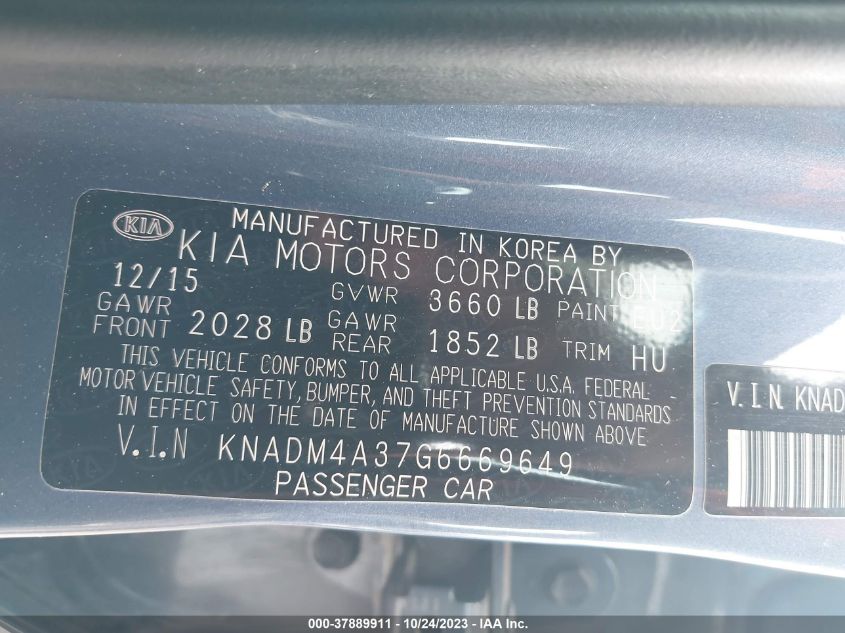 KIA
MANUFACTURED IN KOREA BY
KIA MOTORS CORPORATION
12/15 GVWR 3660 LB PAINT EU2
GAWR FRONT 2028 LB GAWR REAR 1852 LB TRIM HU
THIS VEHICLE CONFORMS TO ALL APPLICABLE U.S.A. FEDERAL
MOTOR VEHICLE SAFETY, BUMPER, AND THEFT PREVENTION STANDARDS
IN EFFECT ON THE DATE OF MANUFACTURE SHOWN ABOVE
V.I.N KNADM4A37G6669649
PASSENGER CAR
V.I.N. KNAD
000-37889911 - 10/24/2023 - IAA Inc.